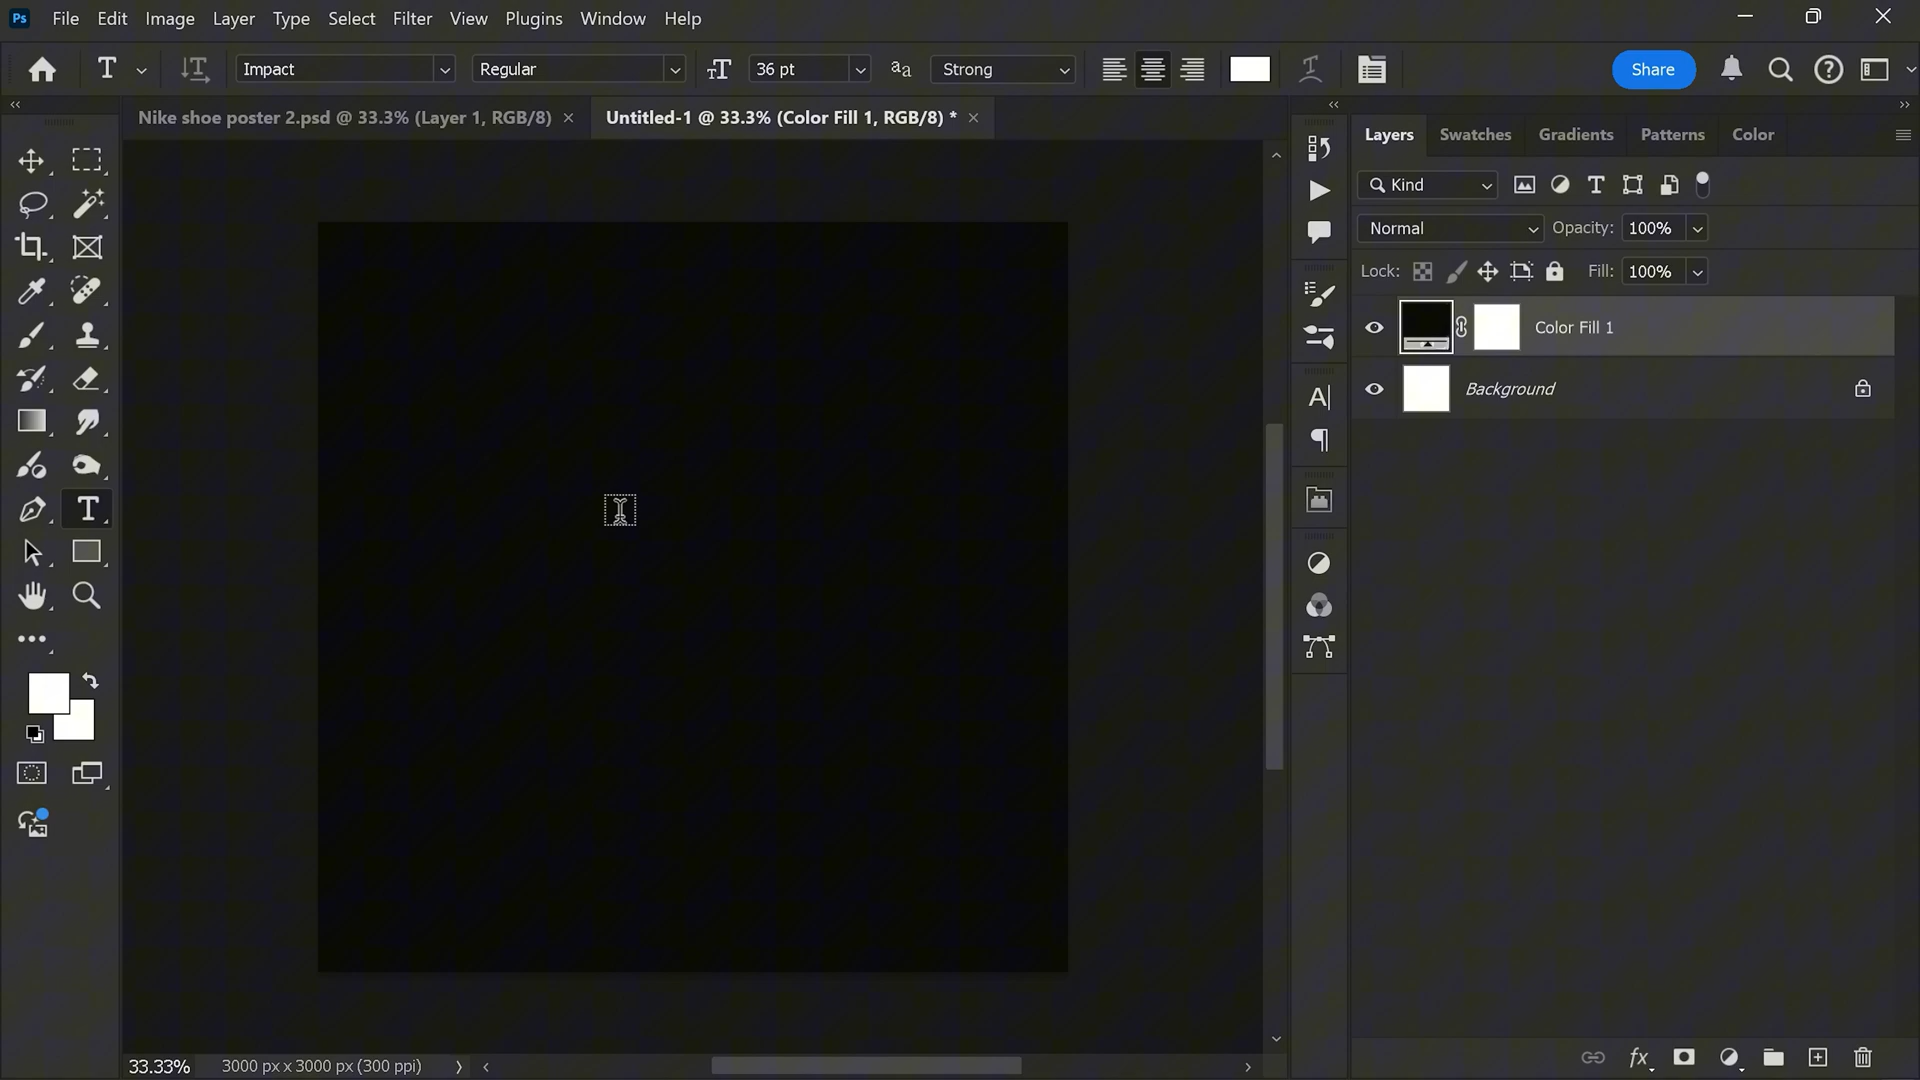 Ps File Edit Image Layer Type Select Filter View Plugins Window Help
T Impact Regular 36 pt aa Strong Share
Nike shoe poster 2.psd @ 33.3% (Layer 1, RGB/8) × Untitled-1 @ 33.3% (Color Fill 1, RGB/8) * ×
Layers Swatches Gradients Patterns Color
Kind
Normal Opacity: 100%
Lock: Fill: 100%
Color Fill 1
Background
33.33% 3000 px x 3000 px (300 ppi)
fx